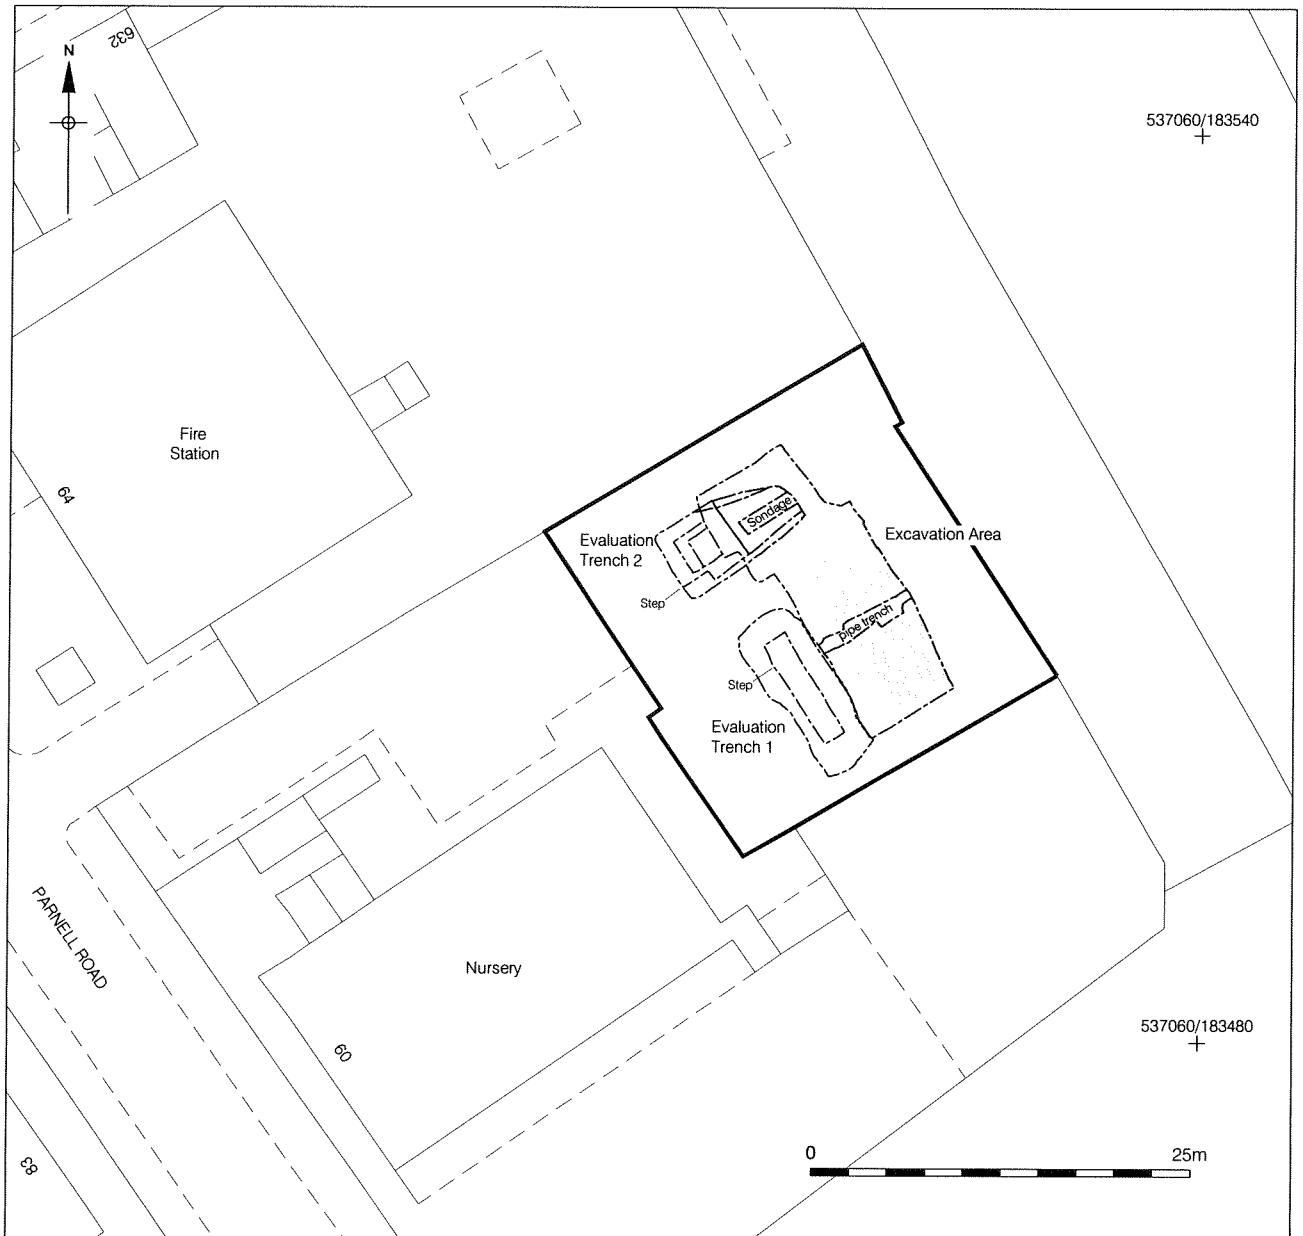 632
N
537060/183540
Fire
Station
64
Sondage
Evaluation
Trench 2
Excavation Area
Step
pipe trench
Step
Evaluation
Trench 1
PARNELL ROAD
Nursery
60
537060/183480
83
0
25m